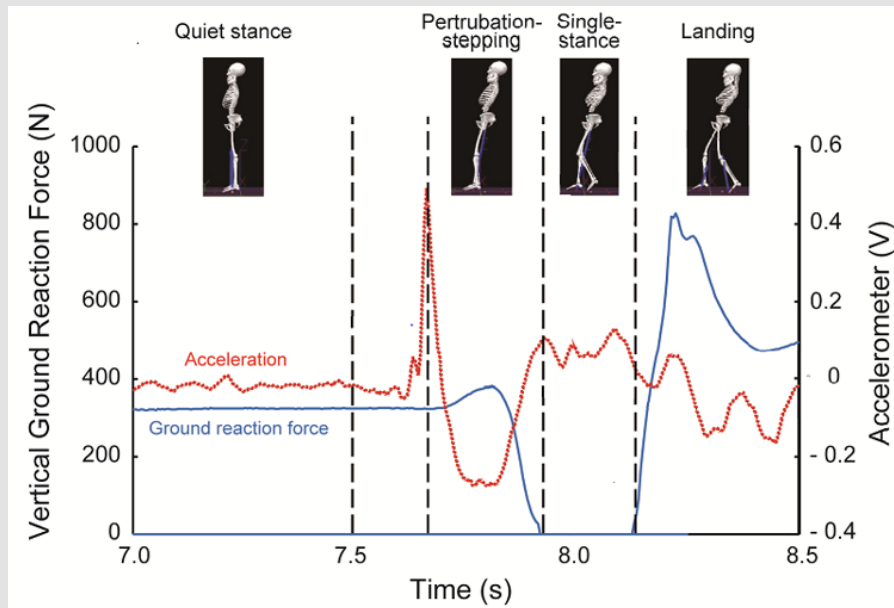 Quiet stance
Pertrubation-
stepping
Single-
stance
Landing
Vertical Ground Reaction Force (N)
1000
800
600
400
200
0
Acceleration
Ground reaction force
0.6
0.4
0.2
0
- 0.2
- 0.4
Accelerometer (V)
7.0
7.5
8.0
8.5
Time (s)